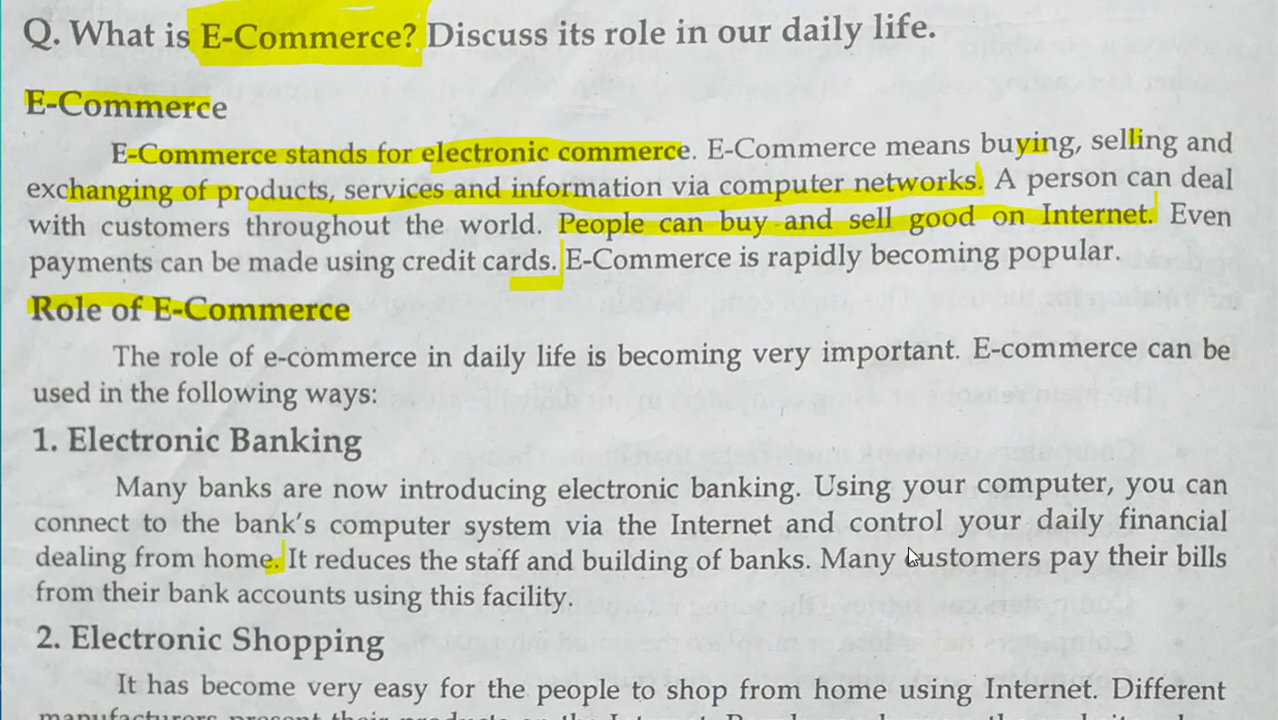 Q. What is E-Commerce? Discuss its role in our daily life.
E-Commerce
E-Commerce stands for electronic commerce. E-Commerce means buying, selling and
exchanging of products, services and information via computer networks. A person can deal
with customers throughout the world. People can buy and sell good on Internet. Even
payments can be made using credit cards. E-Commerce is rapidly becoming popular.
Role of E-Commerce
The role of e-commerce in daily life is becoming very important. E-commerce can be
used in the following ways:
1. Electronic Banking
Many banks are now introducing electronic banking. Using your computer, you can
connect to the bank's computer system via the Internet and control your daily financial
dealing from home. It reduces the staff and building of banks. Many customers pay their bills
from their bank accounts using this facility.
2. Electronic Shopping
It has become very easy for the people to shop from home using Internet. Different
manufacturers present their products on the Internet.